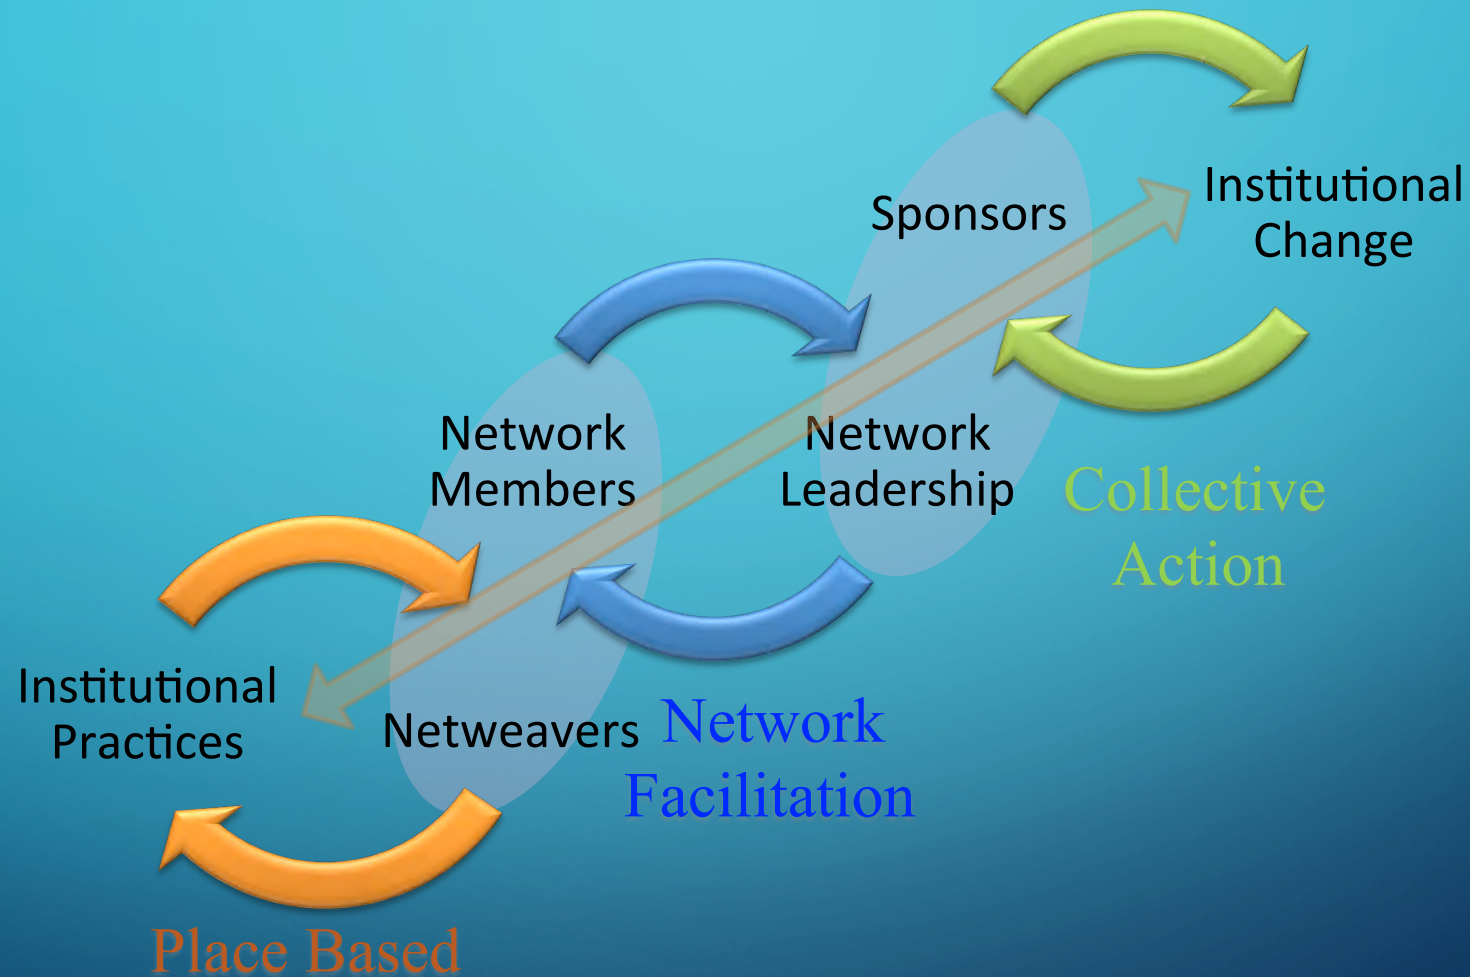 Sponsors
Institutional
Change
Network
Members
Network
Leadership
Collective
Action
Institutional
Practices
Netweavers
Network
Facilitation
Place Based